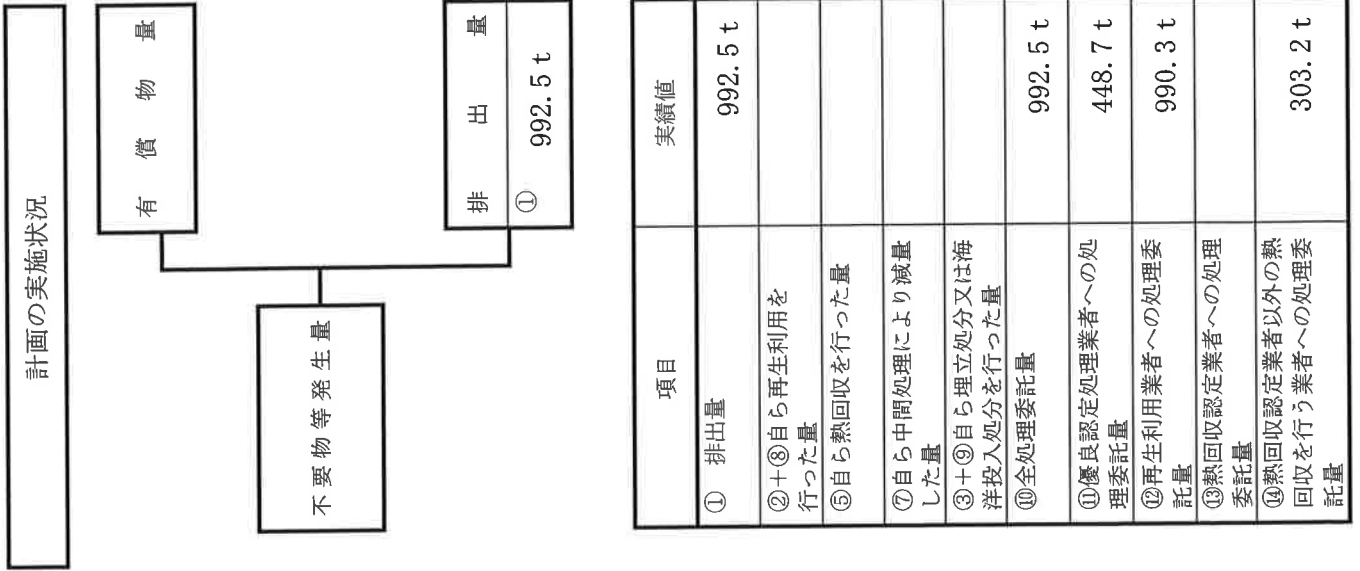 計画の実施状況
有償物量
不要物等発生量
排出量
① 992.5 t
項目 実績値
① 排出量 992.5 t
②+⑧自ら再生利用を
行った量
⑤自ら熱回収を行った量
⑦自ら中間処理により減量
した量
③+⑨自ら埋立処分又は海
洋投入処分を行った量
⑩全処理委託量 992.5 t
⑪優良認定処理業者への処
理委託量 448.7 t
⑫再生利用業者への処理委
託量 990.3 t
⑬熱回収認定業者への処理
委託量
⑭熱回収認定業者以外の熱
回収を行う業者への処理委
託量 303.2 t